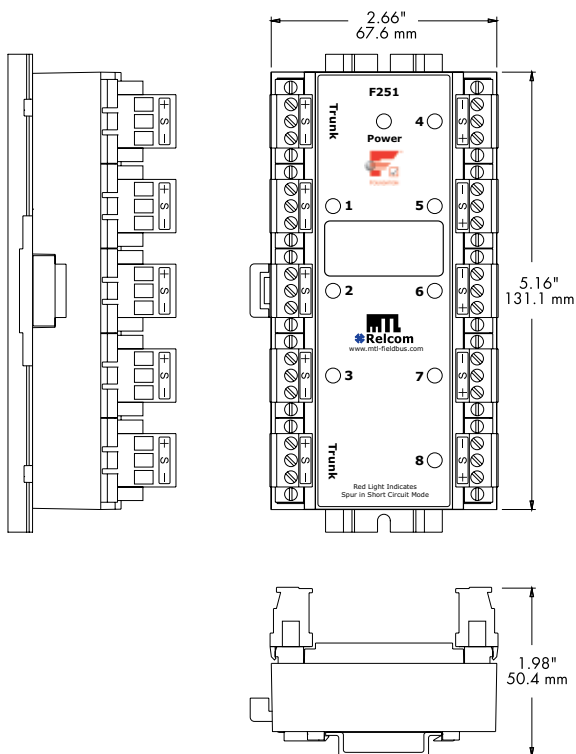 2.66"
67.6 mm
F251
Trunk
Power
4
FOUNDATION
1
5
2
6
5.16"
131.1 mm
MTL
Relcom
www.mtl-fieldbus.com
3
7
Trunk
8
Red Light Indicates
Spur in Short Circuit Mode
+ S -
+ S -
+ S -
+ S -
+ S -
+ S -
+ S -
+ S -
+ S -
+ S -
- S +
- S +
- S +
- S +
- S +
1.98"
50.4 mm